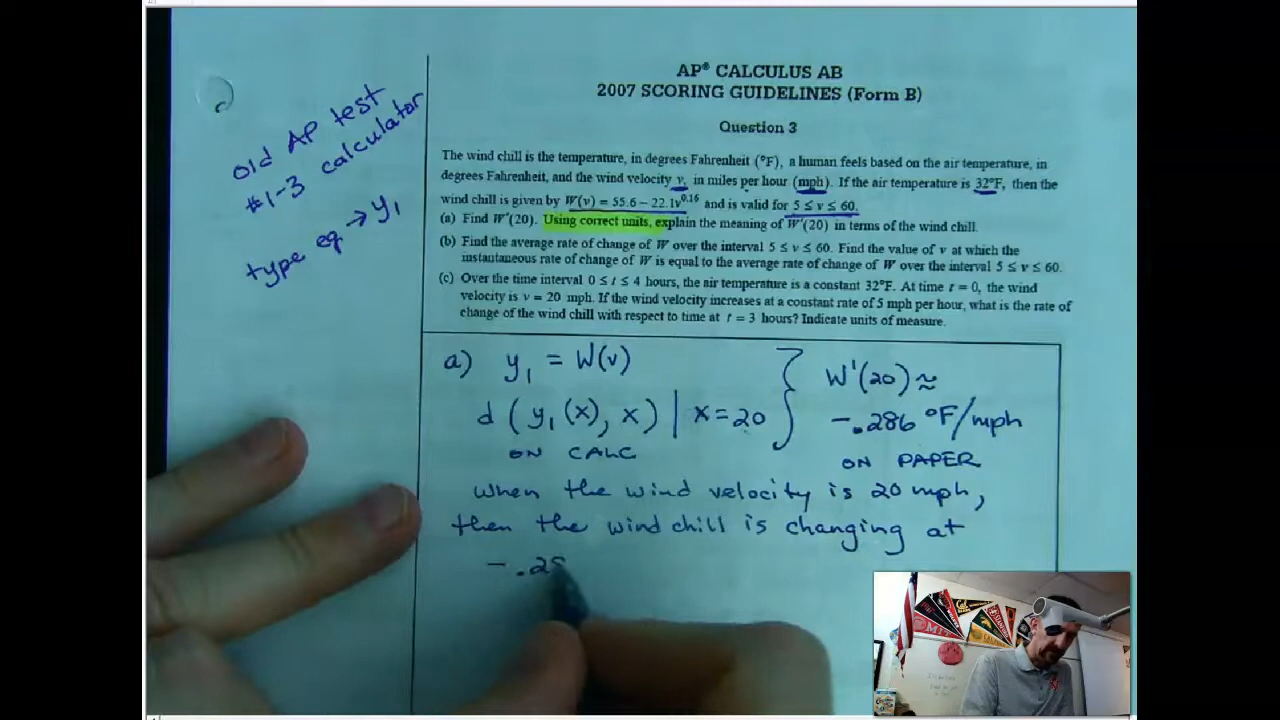 old AP test
#1-3 calculator
type eq → y₁
AP® CALCULUS AB
2007 SCORING GUIDELINES (Form B)
Question 3
The wind chill is the temperature, in degrees Fahrenheit (°F), a human feels based on the air temperature, in
degrees Fahrenheit, and the wind velocity v, in miles per hour (mph). If the air temperature is 32°F, then the
wind chill is given by W(v) = 55.6 − 22.1v^0.16 and is valid for 5 ≤ v ≤ 60.
(a) Find W′(20). Using correct units, explain the meaning of W′(20) in terms of the wind chill.
(b) Find the average rate of change of W over the interval 5 ≤ v ≤ 60. Find the value of v at which the
instantaneous rate of change of W is equal to the average rate of change of W over the interval 5 ≤ v ≤ 60.
(c) Over the time interval 0 ≤ t ≤ 4 hours, the air temperature is a constant 32°F. At time t = 0, the wind
velocity is v = 20 mph. If the wind velocity increases at a constant rate of 5 mph per hour, what is the rate of
change of the wind chill with respect to time at t = 3 hours? Indicate units of measure.
a) y₁ = W(v)
d(y₁(x), x) | x=20
ON CALC
W'(20) ≈
-.286 °F/mph
ON PAPER
When the wind velocity is 20 mph,
then the wind chill is changing at
-.28
MIT
CAL